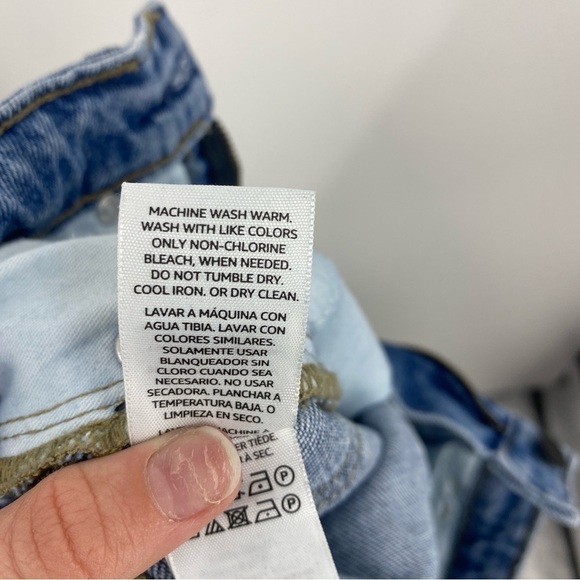 MACHINE WASH WARM.
WASH WITH LIKE COLORS
ONLY NON-CHLORINE
BLEACH, WHEN NEEDED.
DO NOT TUMBLE DRY.
COOL IRON. OR DRY CLEAN.
LAVAR A MÁQUINA CON
AGUA TIBIA. LAVAR CON
COLORES SIMILARES.
SOLAMENTE USAR
BLANQUEADOR SIN
CLORO CUANDO SEA
NECESARIO. NO USAR
SECADORA. PLANCHAR A
TEMPERATURA BAJA. O
LIMPIEZA EN SECO.
TIÈDE
À SEC.
P
P